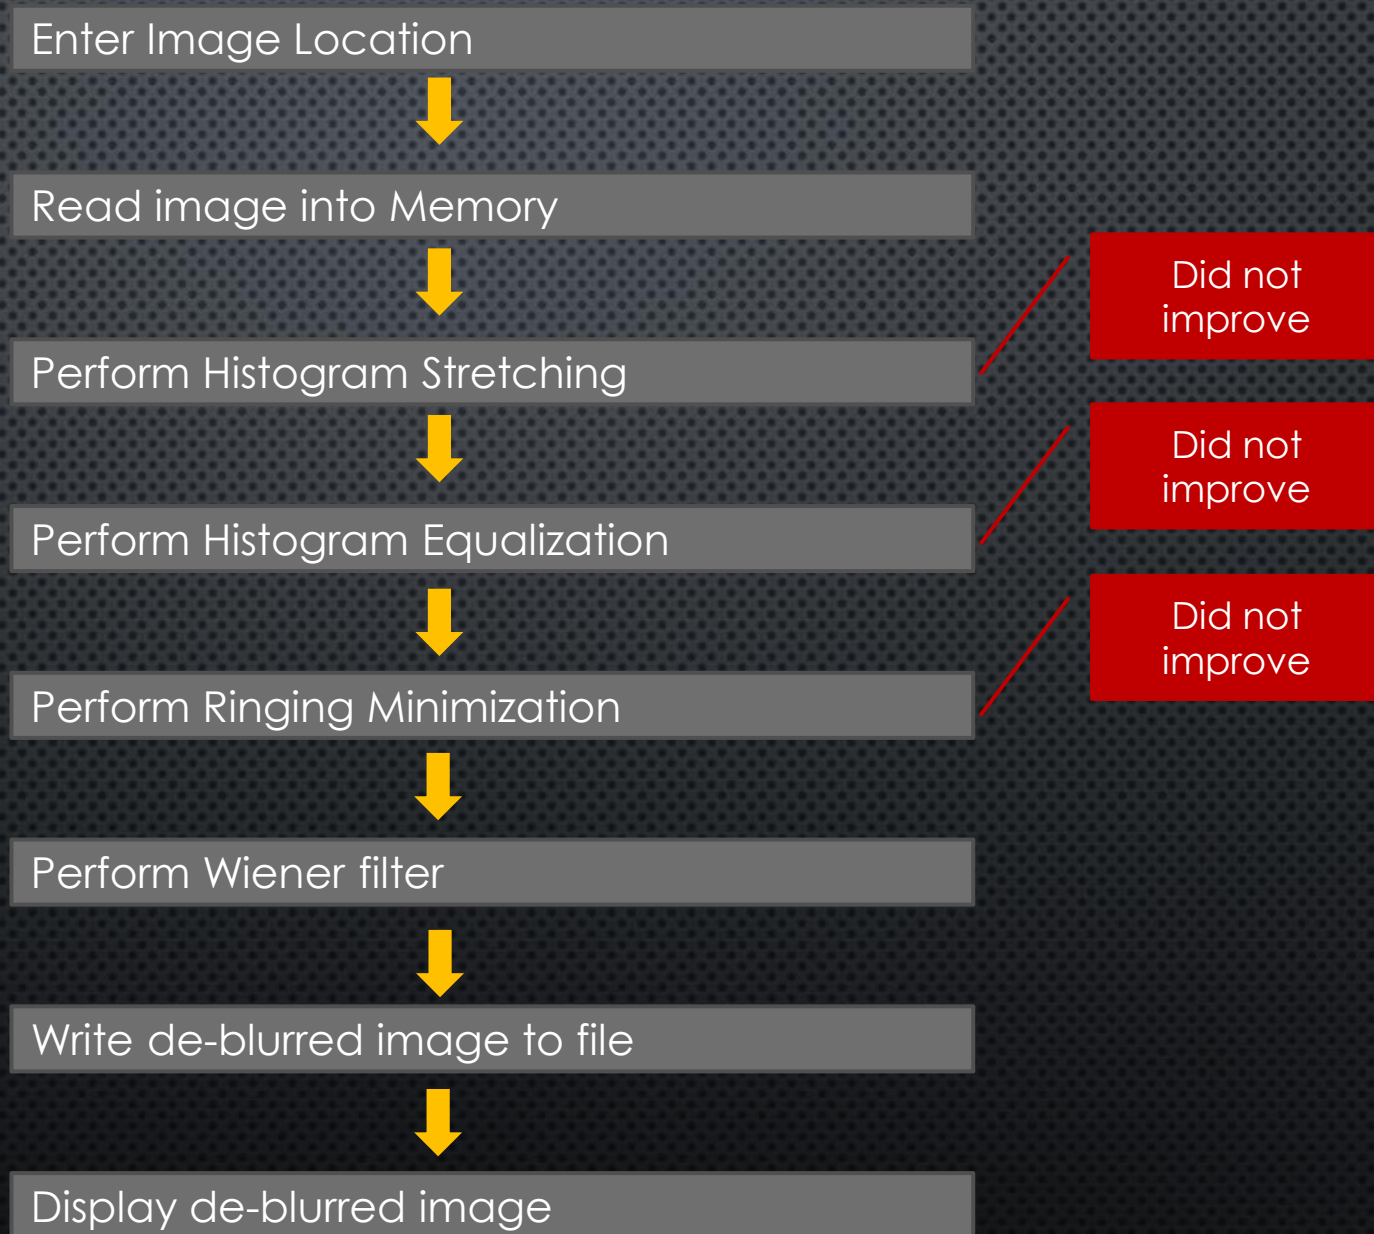 Enter Image Location
Read image into Memory
Did not
improve
Perform Histogram Stretching
Did not
improve
Perform Histogram Equalization
Did not
improve
Perform Ringing Minimization
Perform Wiener filter
Write de-blurred image to file
Display de-blurred image